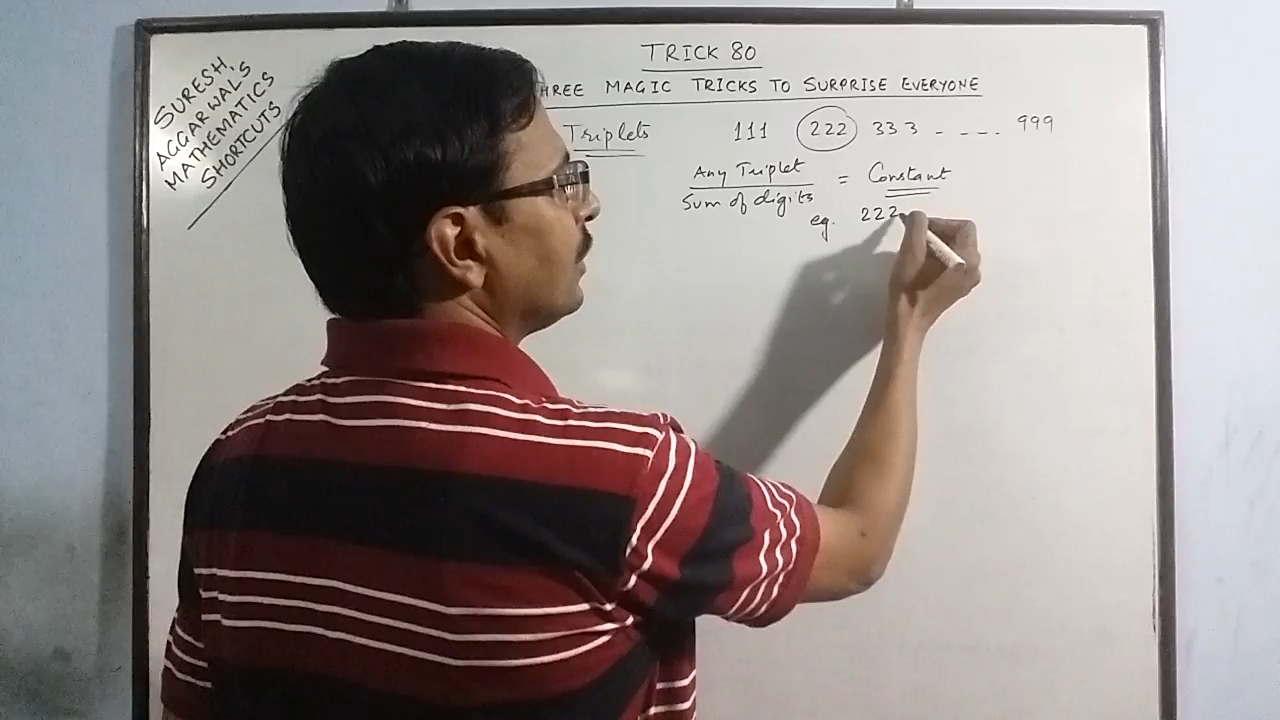 SURESH
AGGARWAL'S
MATHEMATICS
SHORTCUTS
TRICK 80
HREE MAGIC TRICKS TO SURPRISE EVERYONE
Triplets 111 222 333 - - - - 999
Any Triplet = Constant
Sum of digits
eg. 222